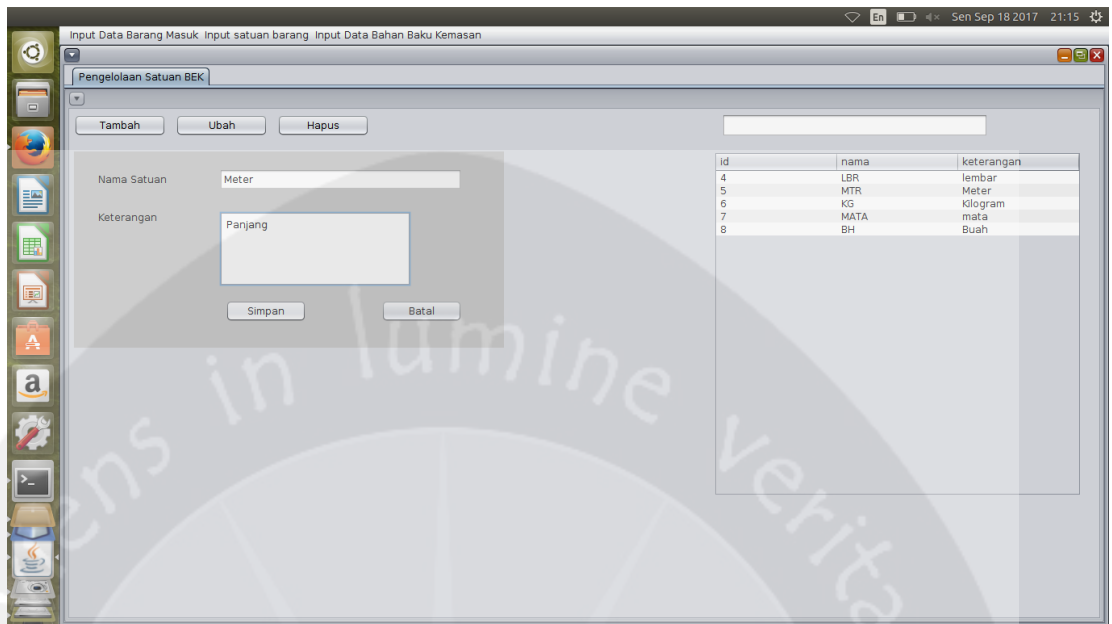 En Sen Sep 18 2017 21:15
Input Data Barang Masuk Input satuan barang Input Data Bahan Baku Kemasan
Pengelolaan Satuan BEK
Tambah Ubah Hapus
id nama keterangan
4 LBR lembar
5 MTR Meter
6 KG Kilogram
7 MATA mata
8 BH Buah
Nama Satuan Meter
Keterangan Panjang
Simpan Batal
ens in lumine verita